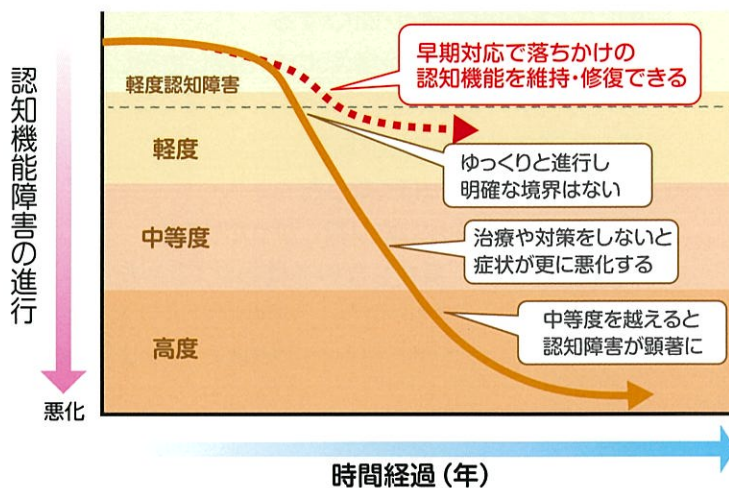 認知機能障害の進行
悪化
軽度認知障害
軽度
中等度
高度
早期対応で落ちかけの
認知機能を維持・修復できる
ゆっくりと進行し
明確な境界はない
治療や対策をしないと
症状が更に悪化する
中等度を越えると
認知障害が顕著に
時間経過(年)